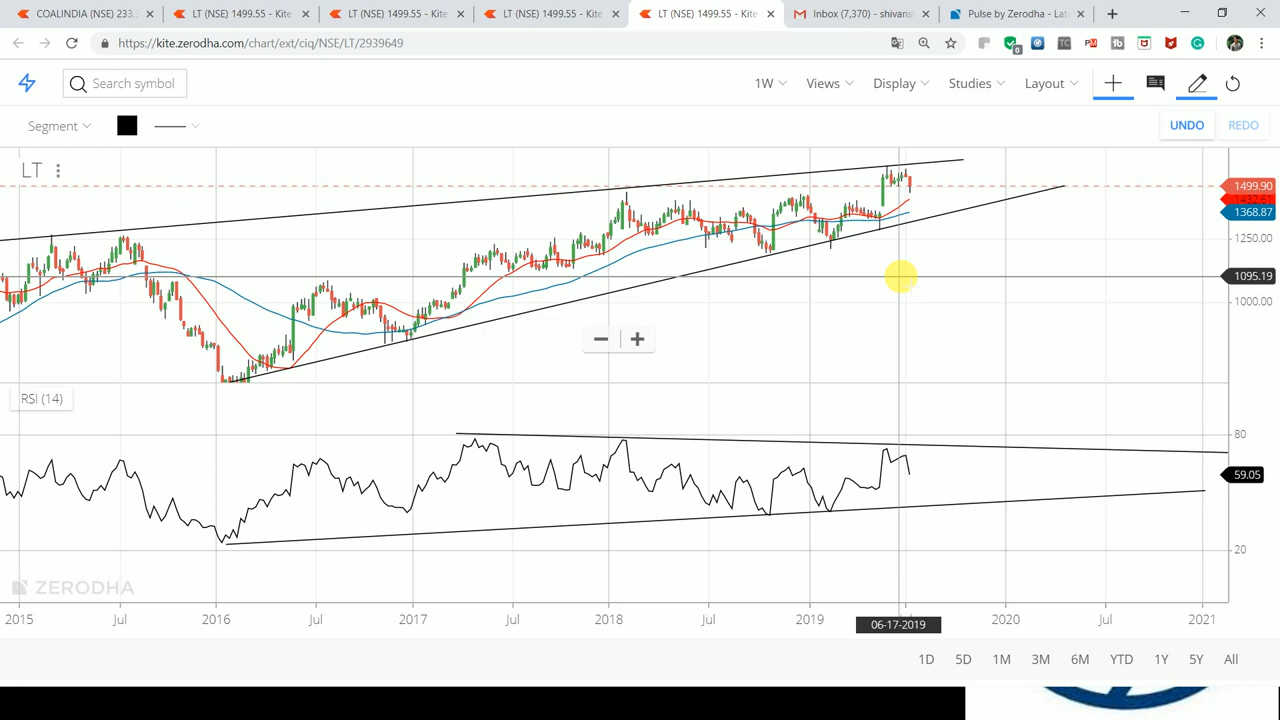 COALINDIA (NSE) 233.
LT (NSE) 1499.55 - Kite
LT (NSE) 1499.55 - Kite
LT (NSE) 1499.55 - Kite
LT (NSE) 1499.55 - Kite
Inbox (7,370) - shivans
Pulse by Zerodha - Late
https://kite.zerodha.com/chart/ext/ciq/NSE/LT/2939649
Search symbol
1W Views Display Studies Layout
Segment
UNDO REDO
LT
1499.90
1432.61
1368.87
1250.00
1095.19
1000.00
RSI (14)
80
59.05
20
ZERODHA
2015 Jul 2016 Jul 2017 Jul 2018 Jul 2019 2020 Jul 2021
06-17-2019
1D 5D 1M 3M 6M YTD 1Y 5Y All